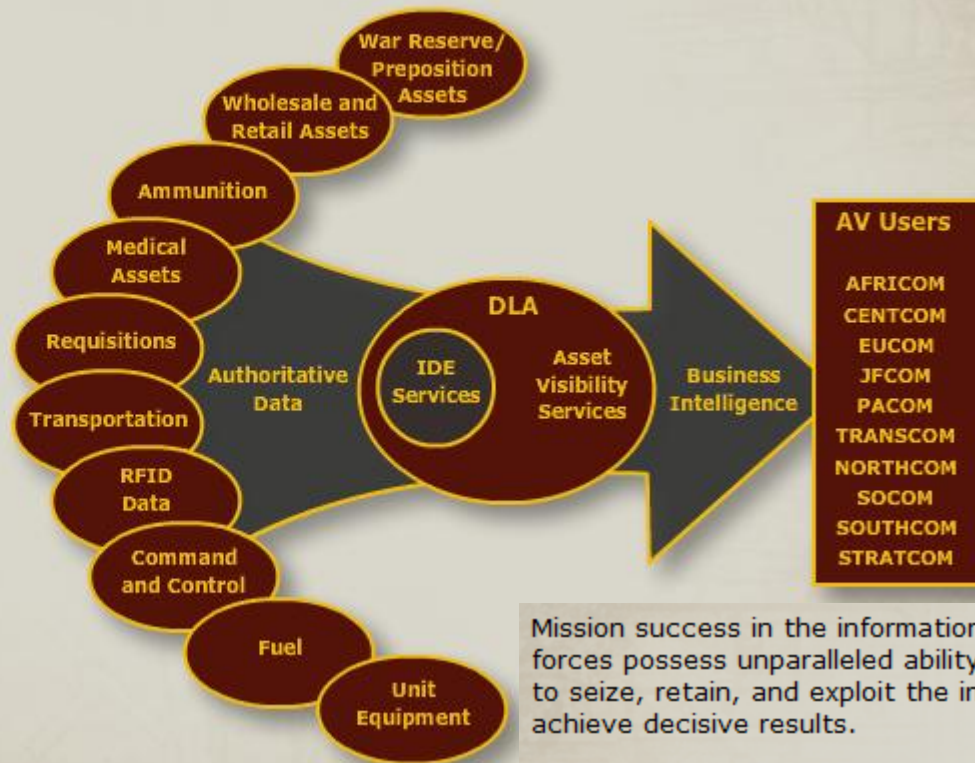 War Reserve/
Preposition
Assets
Wholesale and
Retail Assets
Ammunition
Medical
Assets
Requisitions
Transportation
RFID
Data
Command
and Control
Fuel
Unit
Equipment
Authoritative
Data
DLA
IDE
Services
Asset
Visibility
Services
Business
Intelligence
AV Users
AFRICOM
CENTCOM
EUCOM
JFCOM
PACOM
TRANSCOM
NORTHCOM
SOCOM
SOUTHCOM
STRATCOM
Mission success in the information
forces possess unparalleled ability
to seize, retain, and exploit the
achieve decisive results.